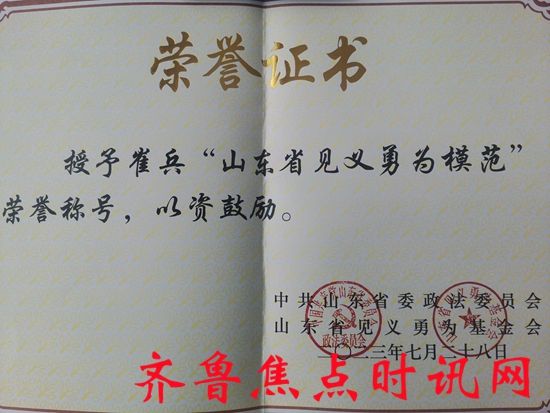 荣誉证书
授予崔兵“山东省见义勇为模范”
荣誉称号，以资鼓励。
中共山东省委政法委员会
山东省见义勇为基金会
二〇二三年七月二十八日
齐鲁焦点时讯网